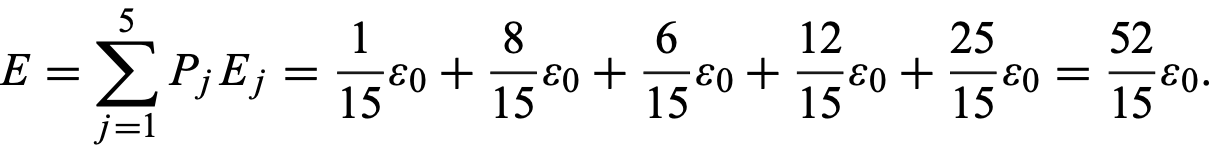 E = \sum_{j=1}^{5} P_j E_j = \frac{1}{15}\varepsilon_0 + \frac{8}{15}\varepsilon_0 + \frac{6}{15}\varepsilon_0 + \frac{12}{15}\varepsilon_0 + \frac{25}{15}\varepsilon_0 = \frac{52}{15}\varepsilon_0.